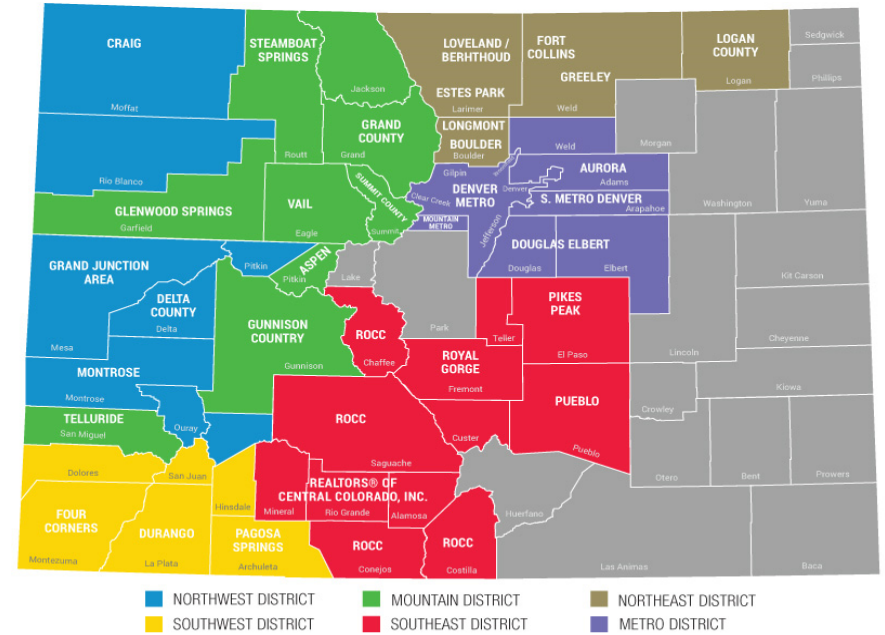 CRAIG
Moffat
STEAMBOAT
SPRINGS
Routt
Jackson
LOVELAND /
BERHTHOUD
ESTES PARK
Larimer
FORT
COLLINS
GREELEY
Weld
LOGAN
COUNTY
Logan
Sedgwick
Phillips
Rio Blanco
GRAND
COUNTY
Grand
LONGMONT
BOULDER
Boulder
Weld
Morgan
Washington
Yuma
GLENWOOD SPRINGS
Garfield
VAIL
Eagle
SUMMIT COUNTY
Summit
Gilpin
Clear Creek
DENVER
METRO
MOUNTAIN
METRO
Jefferson
Denver
AURORA
Adams
S. METRO DENVER
Arapahoe
GRAND JUNCTION
AREA
Mesa
DELTA
COUNTY
Delta
Pitkin
ASPEN
Pitkin
Lake
Park
DOUGLAS ELBERT
Douglas
Elbert
Kit Carson
GUNNISON
COUNTRY
Gunnison
ROCC
Chaffee
Teller
PIKES
PEAK
El Paso
Lincoln
Cheyenne
MONTROSE
Montrose
Ouray
ROYAL
GORGE
Fremont
PUEBLO
Pueblo
Kiowa
Crowley
TELLURIDE
San Miguel
ROCC
Saguache
Custer
Otero
Bent
Prowers
Dolores
San Juan
Hinsdale
REALTORS® OF
CENTRAL COLORADO, INC.
Mineral
Rio Grande
Alamosa
Huerfano
FOUR
CORNERS
Montezuma
DURANGO
La Plata
PAGOSA
SPRINGS
Archuleta
ROCC
Conejos
ROCC
Costilla
Las Animas
Baca
NORTHWEST DISTRICT
MOUNTAIN DISTRICT
NORTHEAST DISTRICT
SOUTHWEST DISTRICT
SOUTHEAST DISTRICT
METRO DISTRICT